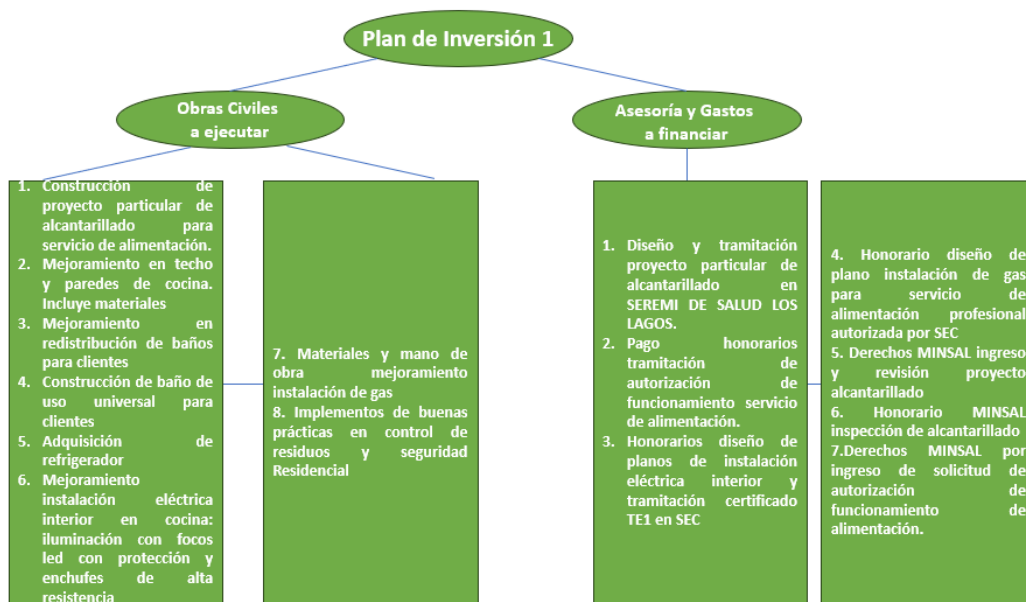 Plan de Inversión 1
Obras Civiles
a ejecutar
Asesoría y Gastos
a financiar
1. Construcción de
proyecto particular de
alcantarillado para
servicio de alimentación.
2. Mejoramiento en techo
y paredes de cocina.
Incluye materiales
3. Mejoramiento en
redistribución de baños
para clientes
4. Construcción de baño de
uso universal para
clientes
5. Adquisición de
refrigerador
6. Mejoramiento
instalación eléctrica
interior en cocina:
iluminación con focos
led con protección y
enchufes de alta
resistencia
7. Materiales y mano de
obra mejoramiento
instalación de gas
8. Implementos de buenas
prácticas en control de
residuos y seguridad
Residencial
1. Diseño y tramitación
proyecto particular de
alcantarillado en
SEREMI DE SALUD LOS
LAGOS.
2. Pago honorarios
tramitación de
autorización de
funcionamiento servicio
de alimentación.
3. Honorarios diseño de
planos de instalación
eléctrica interior y
tramitación certificado
TE1 en SEC
4. Honorario diseño de
plano instalación de gas
para servicio de
alimentación profesional
autorizada por SEC
5. Derechos MINSAL ingreso
y revisión proyecto
alcantarillado
6. Honorario MINSAL
inspección de alcantarillado
7.Derechos MINSAL por
ingreso de solicitud de
autorización de
funcionamiento de
alimentación.